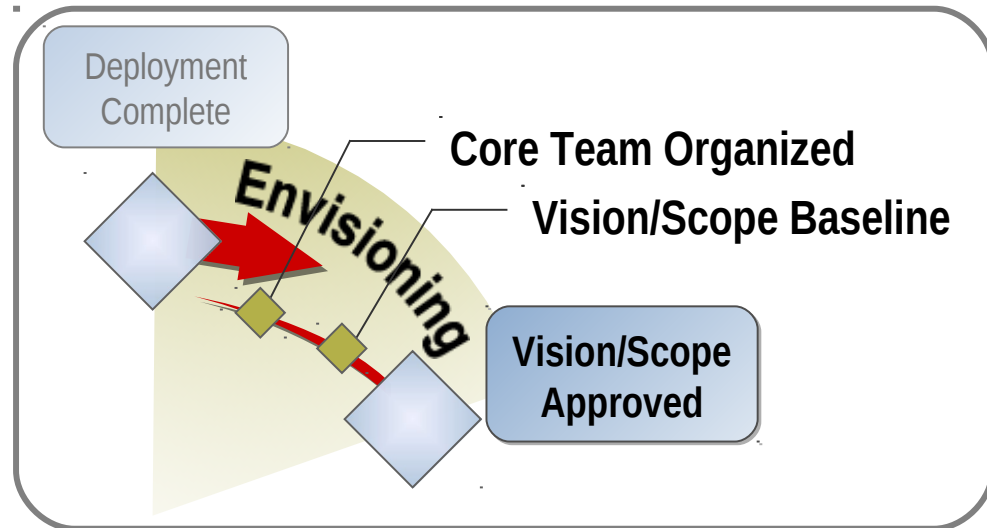 Deployment
Complete
Core Team Organized
Envisioning
Vision/Scope Baseline
Vision/Scope
Approved